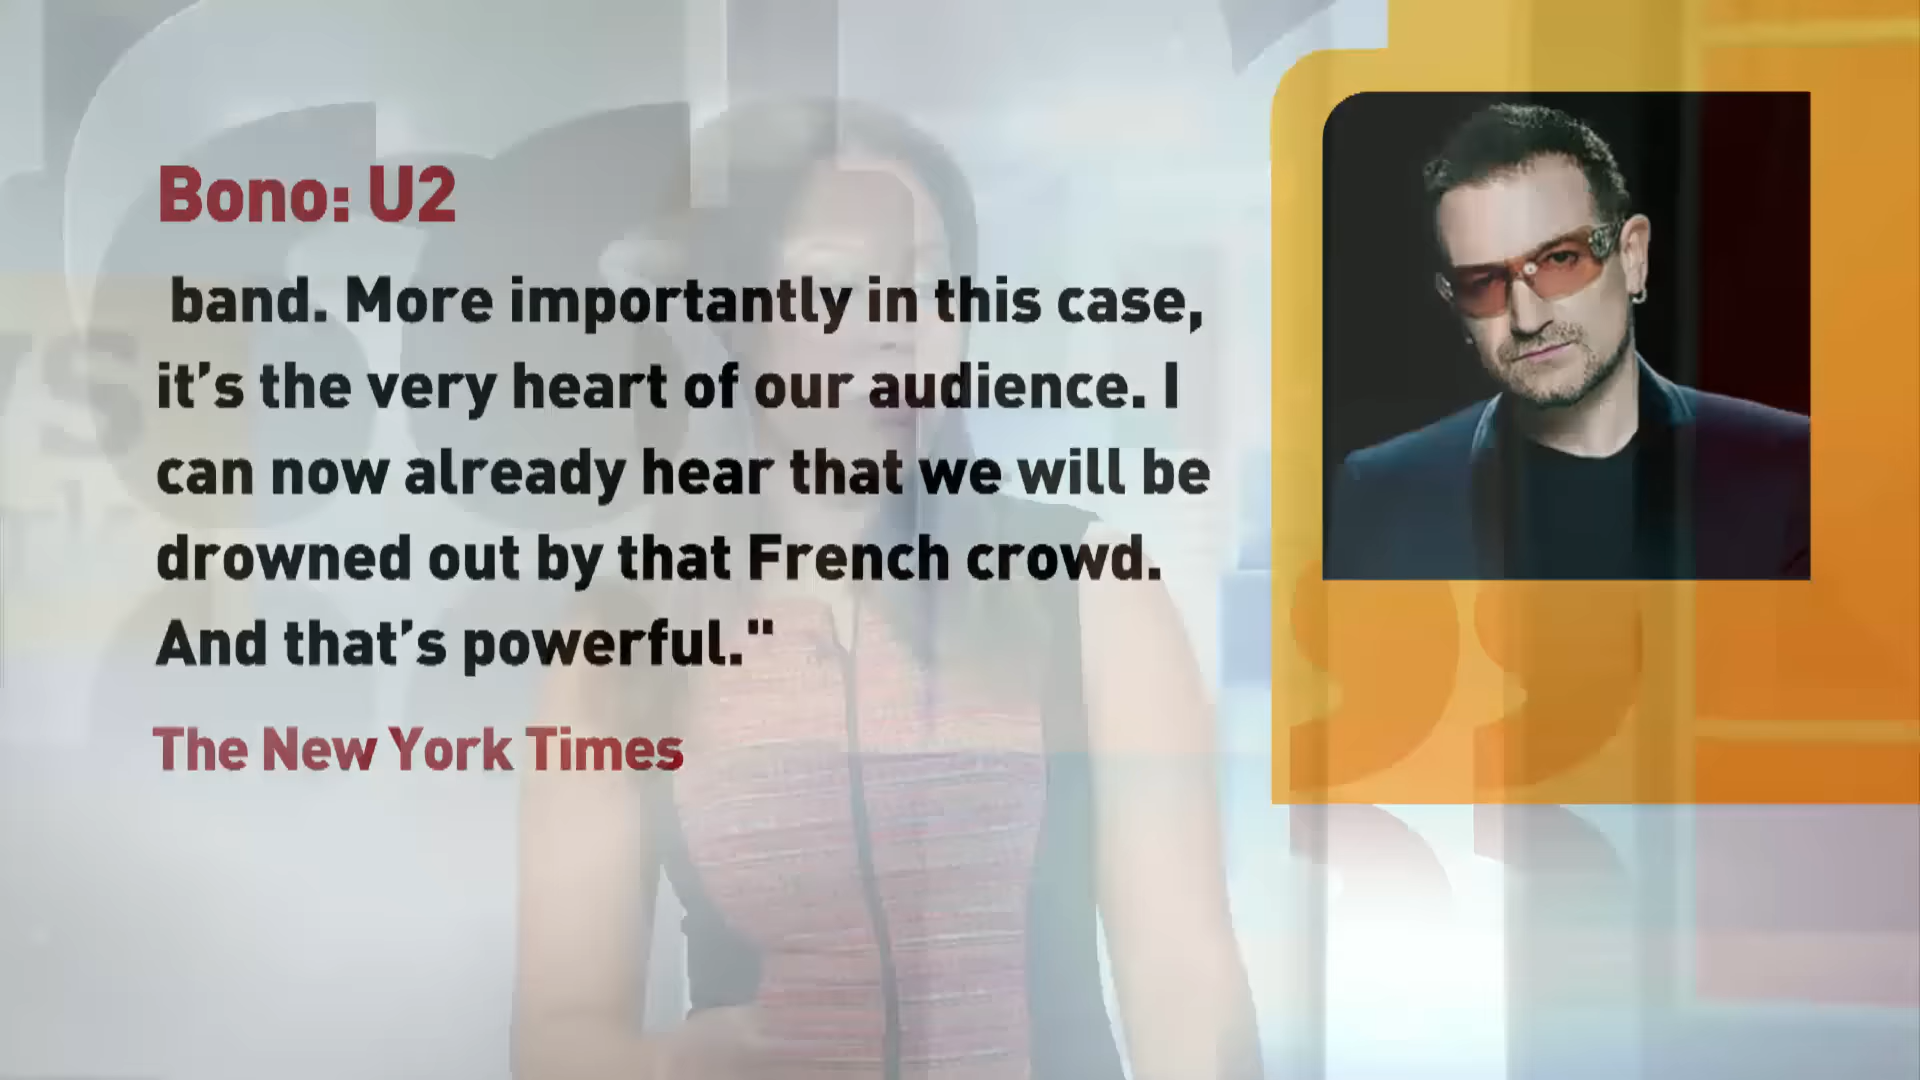 Bono: U2
band. More importantly in this case,
it’s the very heart of our audience. I
can now already hear that we will be
drowned out by that French crowd.
And that’s powerful."
The New York Times